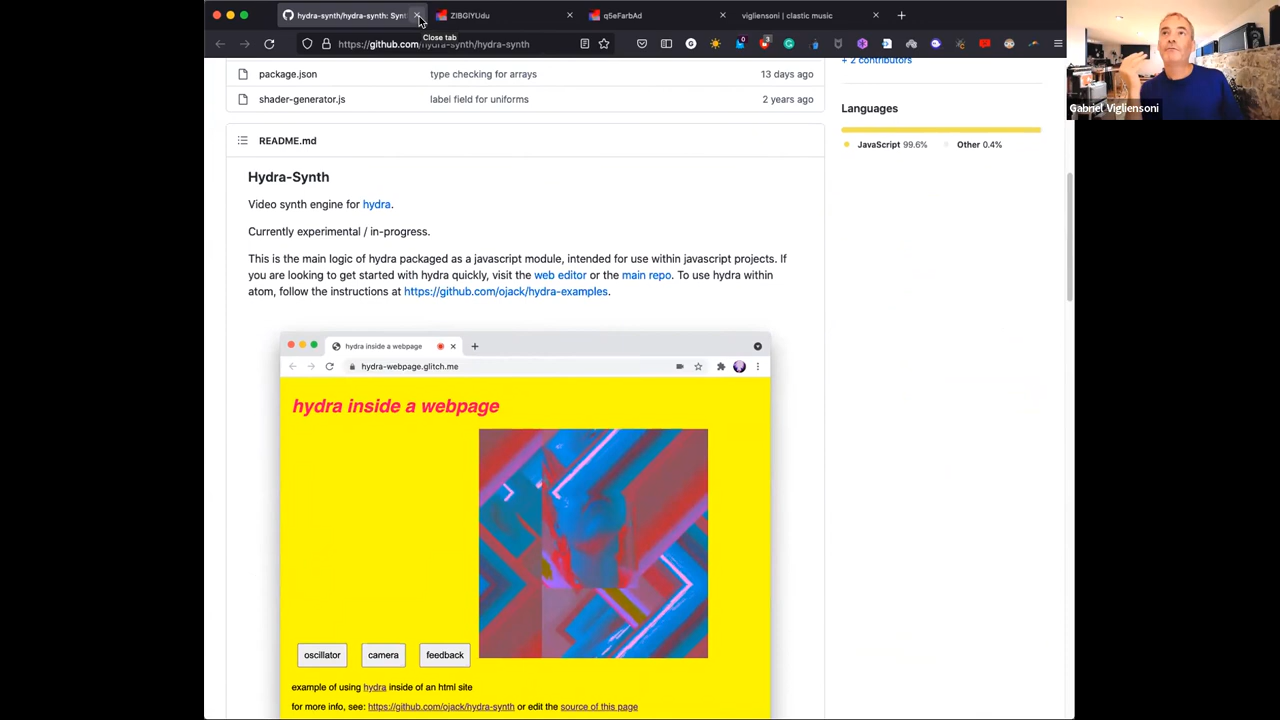 hydra-synth/hydra-synth: Synt
ZIBGIYUdu
q5eFarbAd
vigliensoni | clastic music
Close tab
https://github.com/hydra-synth/hydra-synth
+ 2 contributors
Gabriel Vigliensoni
package.json
type checking for arrays
13 days ago
shader-generator.js
label field for uniforms
2 years ago
Languages
JavaScript 99.6%
Other 0.4%
README.md
Hydra-Synth
Video synth engine for hydra.
Currently experimental / in-progress.
This is the main logic of hydra packaged as a javascript module, intended for use within javascript projects. If
you are looking to get started with hydra quickly, visit the web editor or the main repo. To use hydra within
atom, follow the instructions at https://github.com/ojack/hydra-examples.
hydra inside a webpage
hydra-webpage.glitch.me
hydra inside a webpage
oscillator
camera
feedback
example of using hydra inside of an html site
for more info, see: https://github.com/ojack/hydra-synth or edit the source of this page